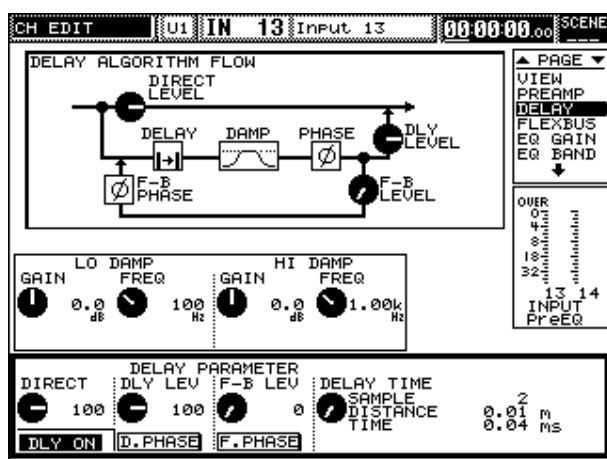 CH EDIT U1 IN 13 Input 13 00:00:00.00 SCENE
DELAY ALGORITHM FLOW
DIRECT
LEVEL
DELAY DAMP PHASE DLY
LEVEL
F-B
PHASE
F-B
LEVEL
▲ PAGE ▼
VIEW
PREAMP
DELAY
FLEXBUS
EQ GAIN
EQ BAND
OVER
0
4
8
18
32
13 14
INPUT
PreEQ
LO DAMP
GAIN FREQ
0.0 dB 100 Hz
HI DAMP
GAIN FREQ
0.0 dB 1.00k Hz
DELAY PARAMETER
DIRECT DLY LEV F-B LEV DELAY TIME
100 100 0
SAMPLE 2
DISTANCE 0.01 m
TIME 0.04 ms
DLY ON D.PHASE F.PHASE